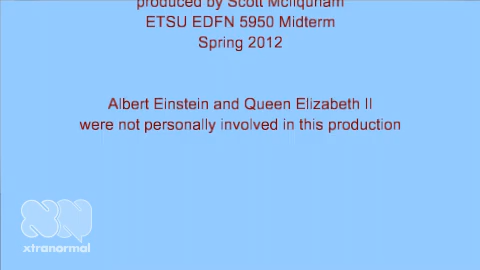 produced by Scott McIlquham
ETSU EDFN 5950 Midterm
Spring 2012
Albert Einstein and Queen Elizabeth II
were not personally involved in this production
xtranormal